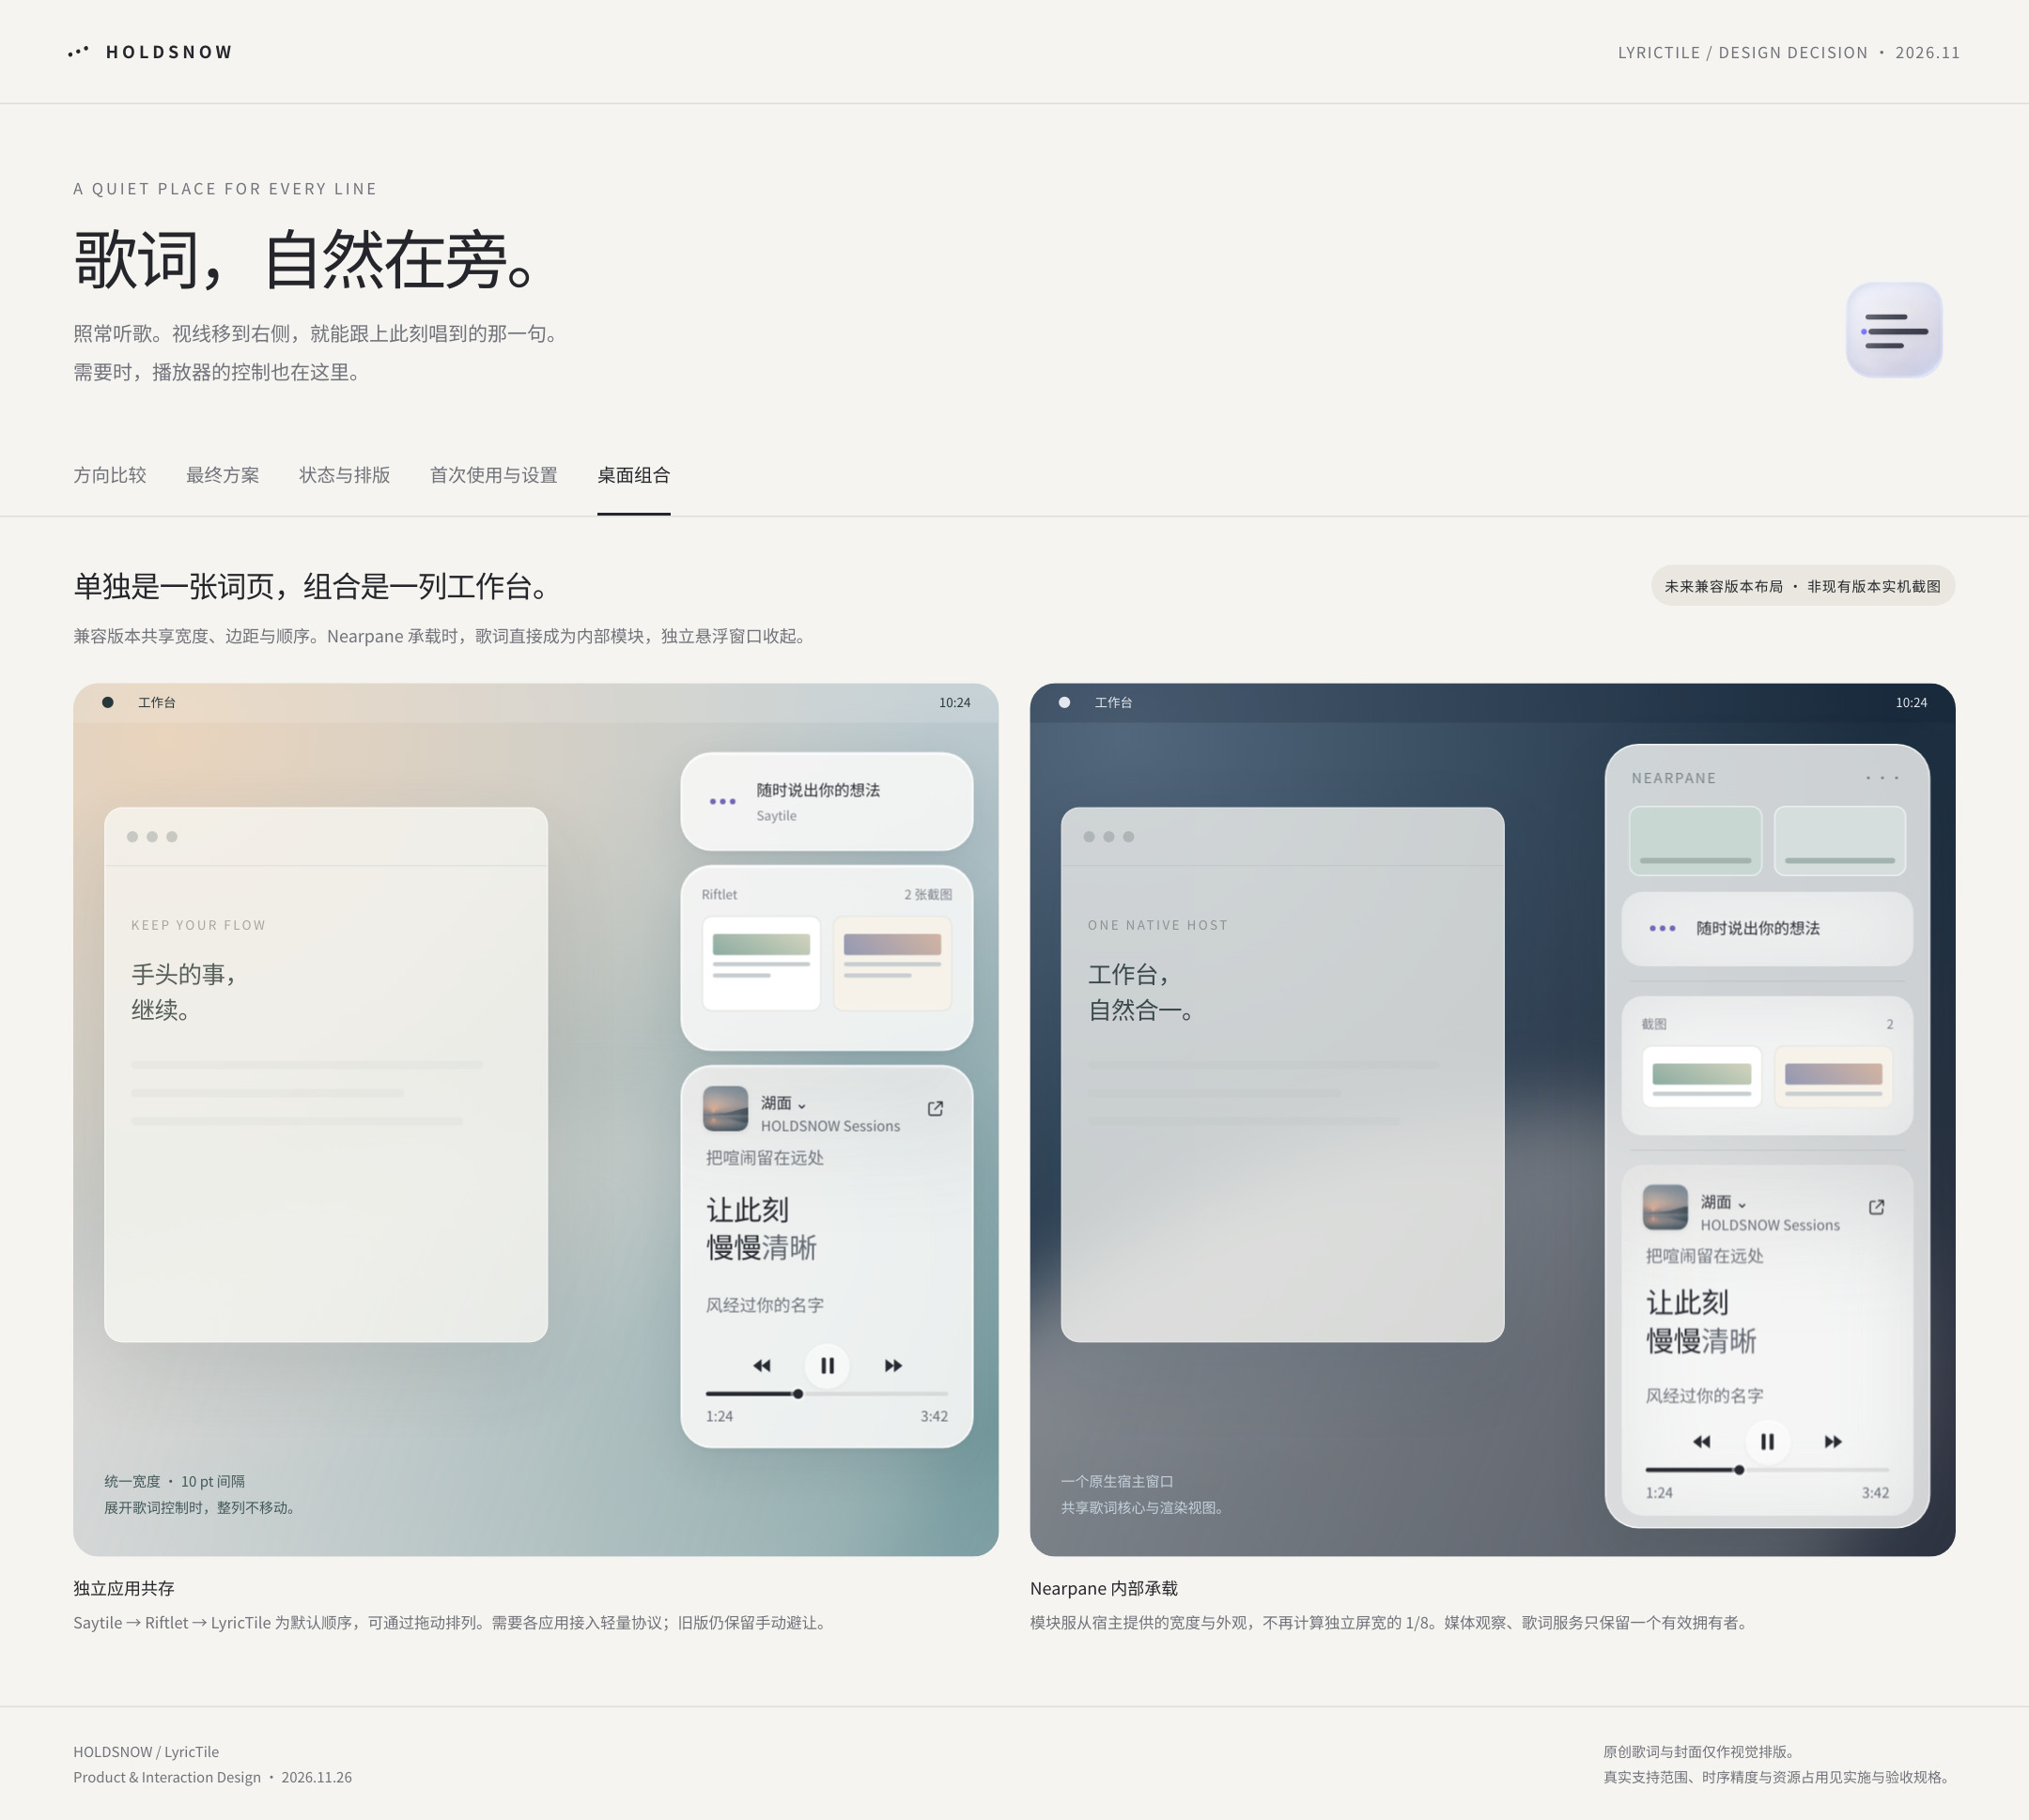 HOLDSNOW
LYRICTILE / DESIGN DECISION · 2026.11
A QUIET PLACE FOR EVERY LINE
歌词，自然在旁。
照常听歌。视线移到右侧，就能跟上此刻唱到的那一句。
需要时，播放器的控制也在这里。
方向比较
最终方案
状态与排版
首次使用与设置
桌面组合
单独是一张词页，组合是一列工作台。
未来兼容版本布局 · 非现有版本实机截图
兼容版本共享宽度、边距与顺序。Nearpane 承载时，歌词直接成为内部模块，独立悬浮窗口收起。
工作台
10:24
KEEP YOUR FLOW
手头的事，
继续。
随时说出你的想法
Saytile
Riftlet
2 张截图
湖面
HOLDSNOW Sessions
把喧闹留在远处
让此刻
慢慢清晰
风经过你的名字
1:24
3:42
统一宽度 · 10 pt 间隔
展开歌词控制时，整列不移动。
工作台
10:24
ONE NATIVE HOST
工作台，
自然合一。
NEARPANE
随时说出你的想法
截图
2
湖面
HOLDSNOW Sessions
把喧闹留在远处
让此刻
慢慢清晰
风经过你的名字
1:24
3:42
一个原生宿主窗口
共享歌词核心与渲染视图。
独立应用共存
Saytile → Riftlet → LyricTile 为默认顺序，可通过拖动排列。需要各应用接入轻量协议；旧版仍保留手动避让。
Nearpane 内部承载
模块服从宿主提供的宽度与外观，不再计算独立屏宽的 1/8。媒体观察、歌词服务只保留一个有效拥有者。
HOLDSNOW / LyricTile
Product & Interaction Design · 2026.11.26
原创歌词与封面仅作视觉排版。
真实支持范围、时序精度与资源占用见实施与验收规格。